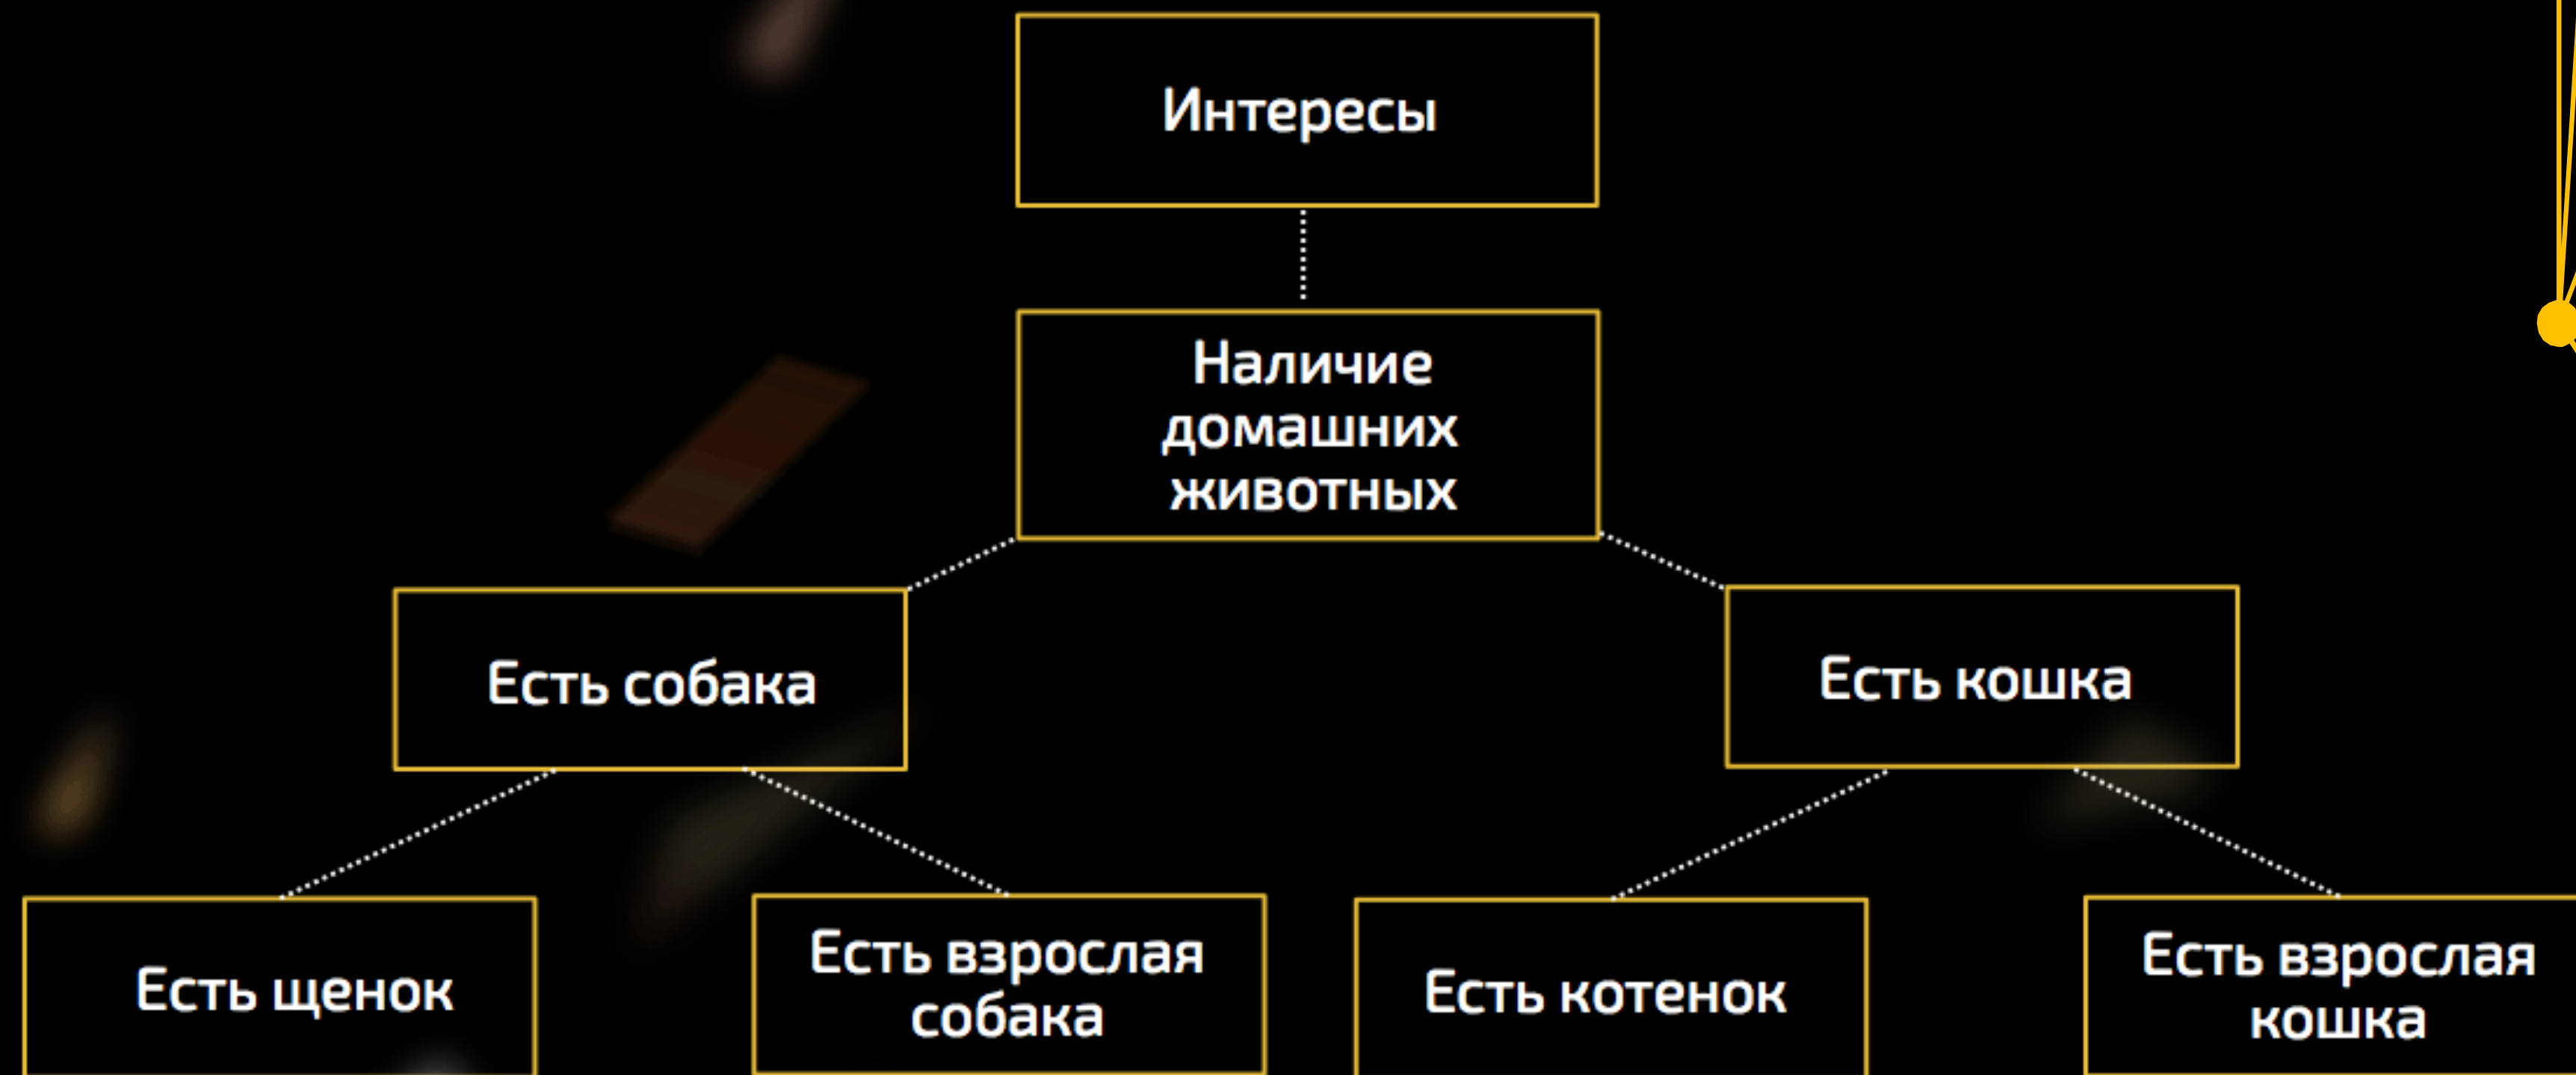 Интересы
Наличие
домашних
животных
Есть собака
Есть кошка
Есть щенок
Есть взрослая
собака
Есть котенок
Есть взрослая
кошка